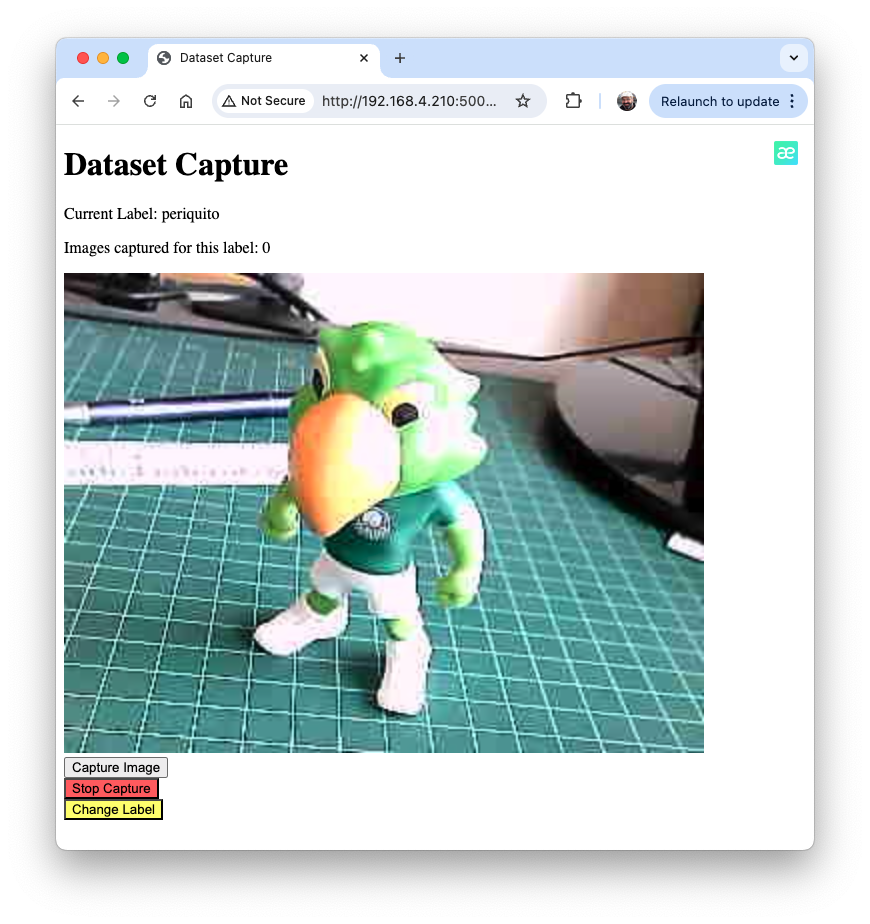 Dataset Capture
Not Secure http://192.168.4.210:500... Relaunch to update
Dataset Capture
æ
Current Label: periquito
Images captured for this label: 0
Capture Image
Stop Capture
Change Label